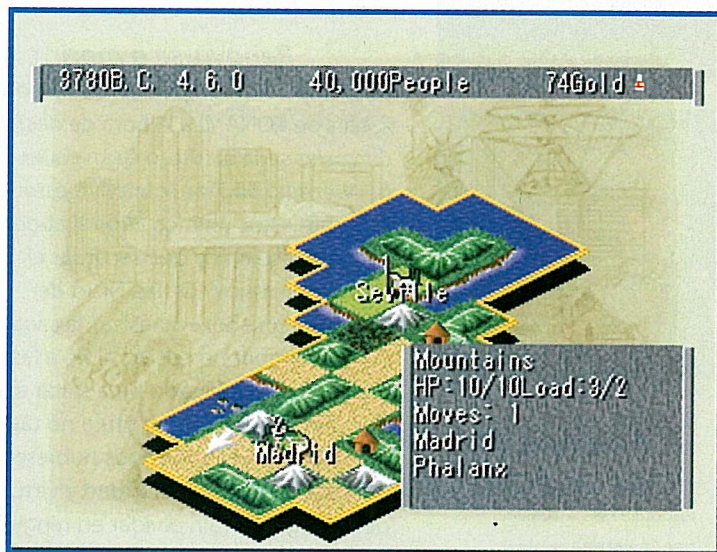 3780B.C. 4.6.0 40,000People 74Gold
Seville
Mountains
HP:10/10Load:3/2
Moves: 1
Madrid
Phalanx
Madrid